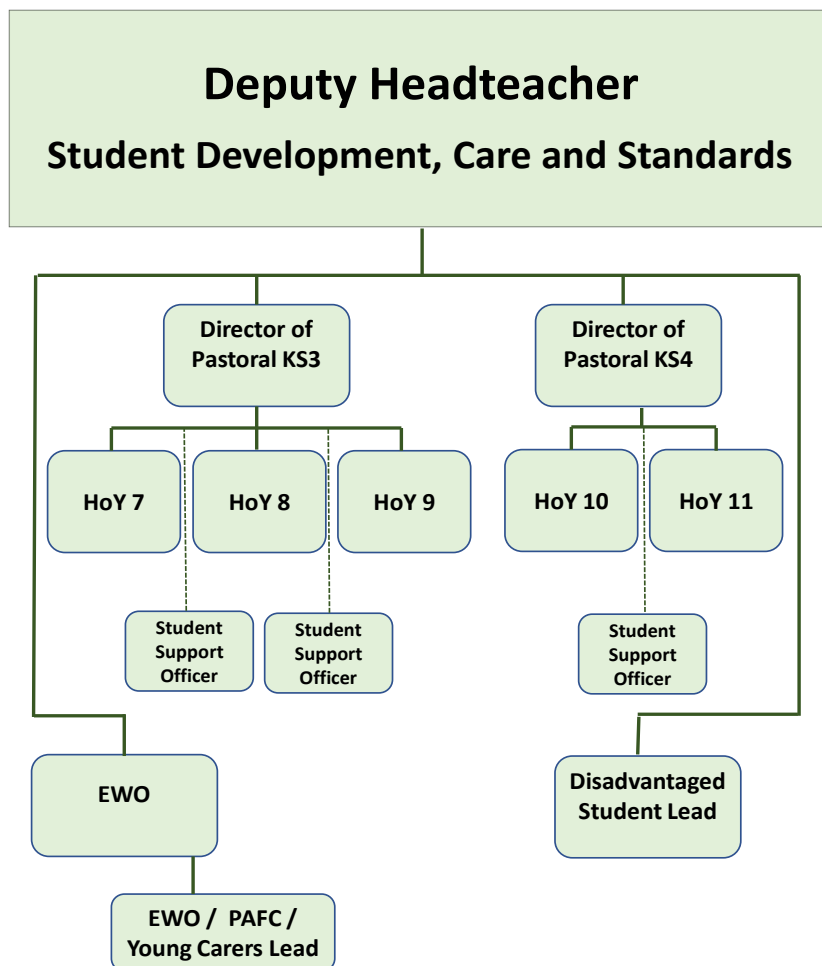 Deputy Headteacher
Student Development, Care and Standards
Director of
Pastoral KS3
Director of
Pastoral KS4
HoY 7
HoY 8
HoY 9
HoY 10
HoY 11
Student
Support
Officer
Student
Support
Officer
Student
Support
Officer
EWO
Disadvantaged
Student Lead
EWO / PAFC /
Young Carers Lead